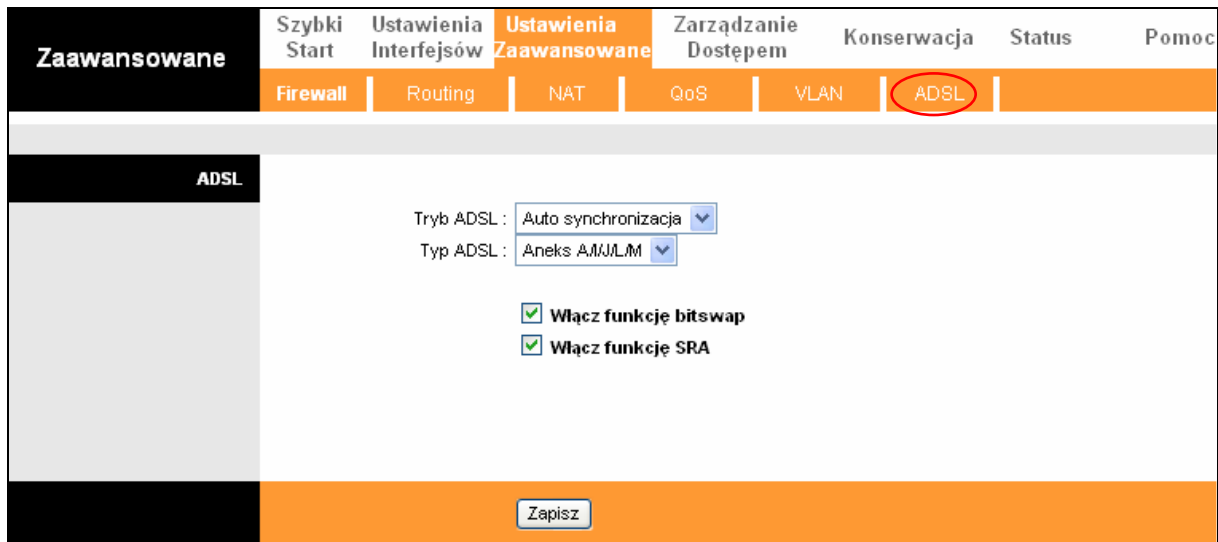 Zaawansowane
Szybki Start
Ustawienia Interfejsów
Ustawienia Zaawansowane
Zarządzanie Dostępem
Konserwacja
Status
Pomoc
Firewall
Routing
NAT
QoS
VLAN
ADSL
ADSL
Tryb ADSL : Auto synchronizacja
Typ ADSL : Aneks A/I/J/L/M
Włącz funkcję bitswap
Włącz funkcję SRA
Zapisz